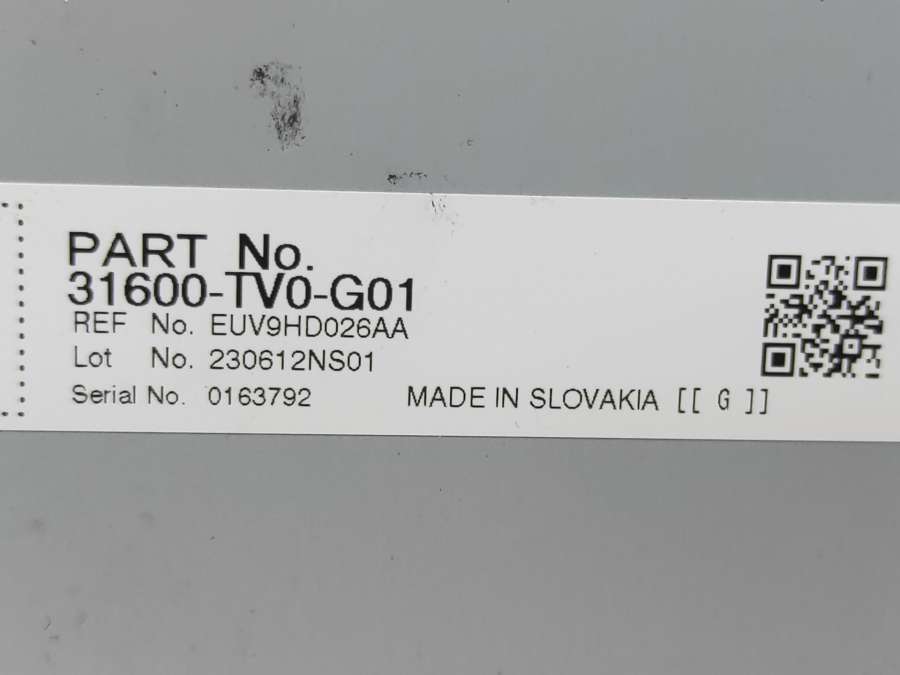 PART No.
31600-TV0-G01
REF No. EUV9HD026AA
Lot No. 230612NS01
Serial No. 0163792 MADE IN SLOVAKIA [[ G ]]